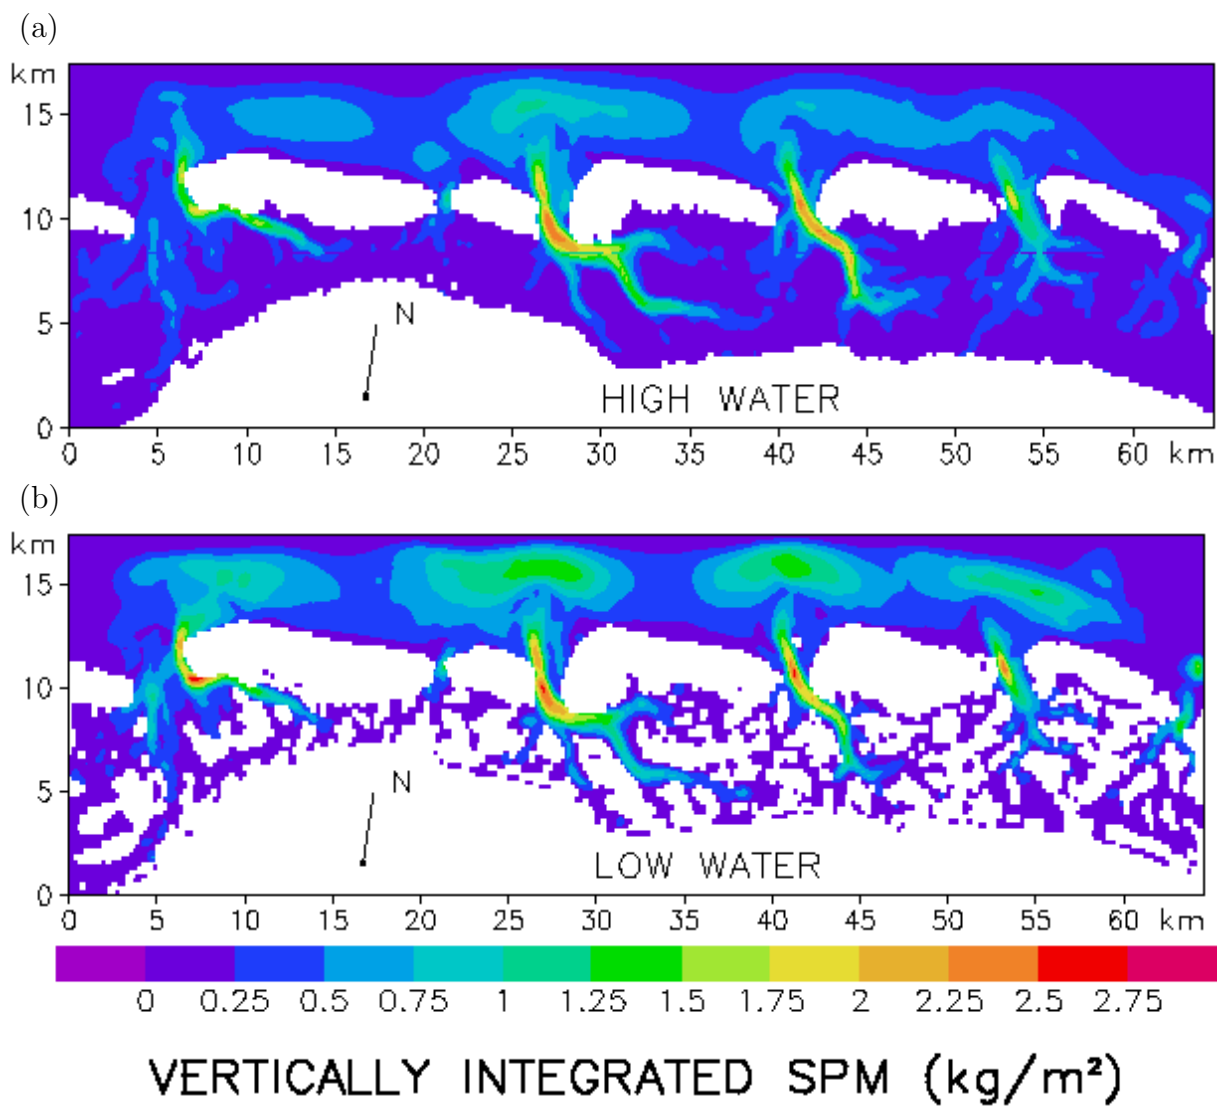 (a)
km
15
10
5
0
N
HIGH WATER
0 5 10 15 20 25 30 35 40 45 50 55 60 km
(b)
km
15
10
5
0
N
LOW WATER
0 5 10 15 20 25 30 35 40 45 50 55 60 km
0 0.25 0.5 0.75 1 1.25 1.5 1.75 2 2.25 2.5 2.75
VERTICALLY INTEGRATED SPM (kg/m²)